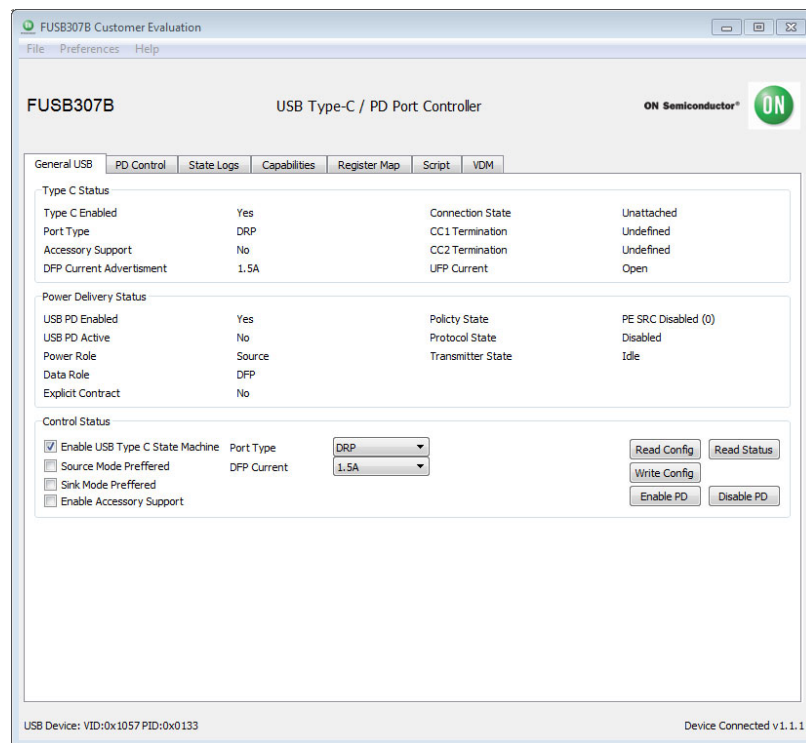 FUSB307B Customer Evaluation
File Preferences Help
FUSB307B USB Type-C / PD Port Controller ON Semiconductor® ON
General USB PD Control State Logs Capabilities Register Map Script VDM
Type C Status
Type C Enabled Yes Connection State Unattached
Port Type DRP CC1 Termination Undefined
Accessory Support No CC2 Termination Undefined
DFP Current Advertisment 1.5A UFP Current Open
Power Delivery Status
USB PD Enabled Yes Policty State PE SRC Disabled (0)
USB PD Active No Protocol State Disabled
Power Role Source Transmitter State Idle
Data Role DFP
Explicit Contract No
Control Status
Enable USB Type C State Machine Port Type DRP Read Config Read Status
Source Mode Preffered DFP Current 1.5A
Sink Mode Preffered Write Config
Enable Accessory Support Enable PD Disable PD
USB Device: VID:0x1057 PID:0x0133 Device Connected v1.1.1